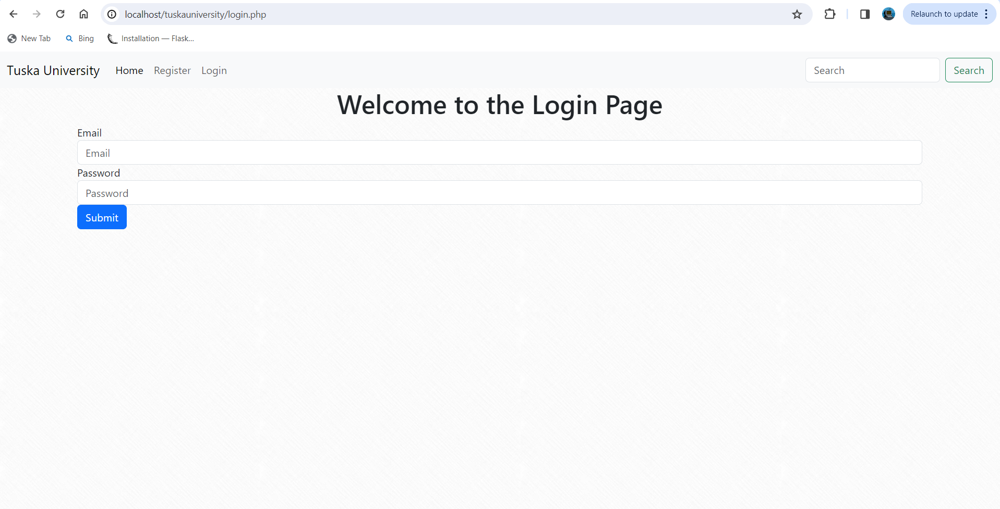 localhost/tuskauniversity/login.php
Relaunch to update
New Tab Bing Installation — Flask...
Tuska University Home Register Login Search Search
Welcome to the Login Page
Email
Email
Password
Password
Submit